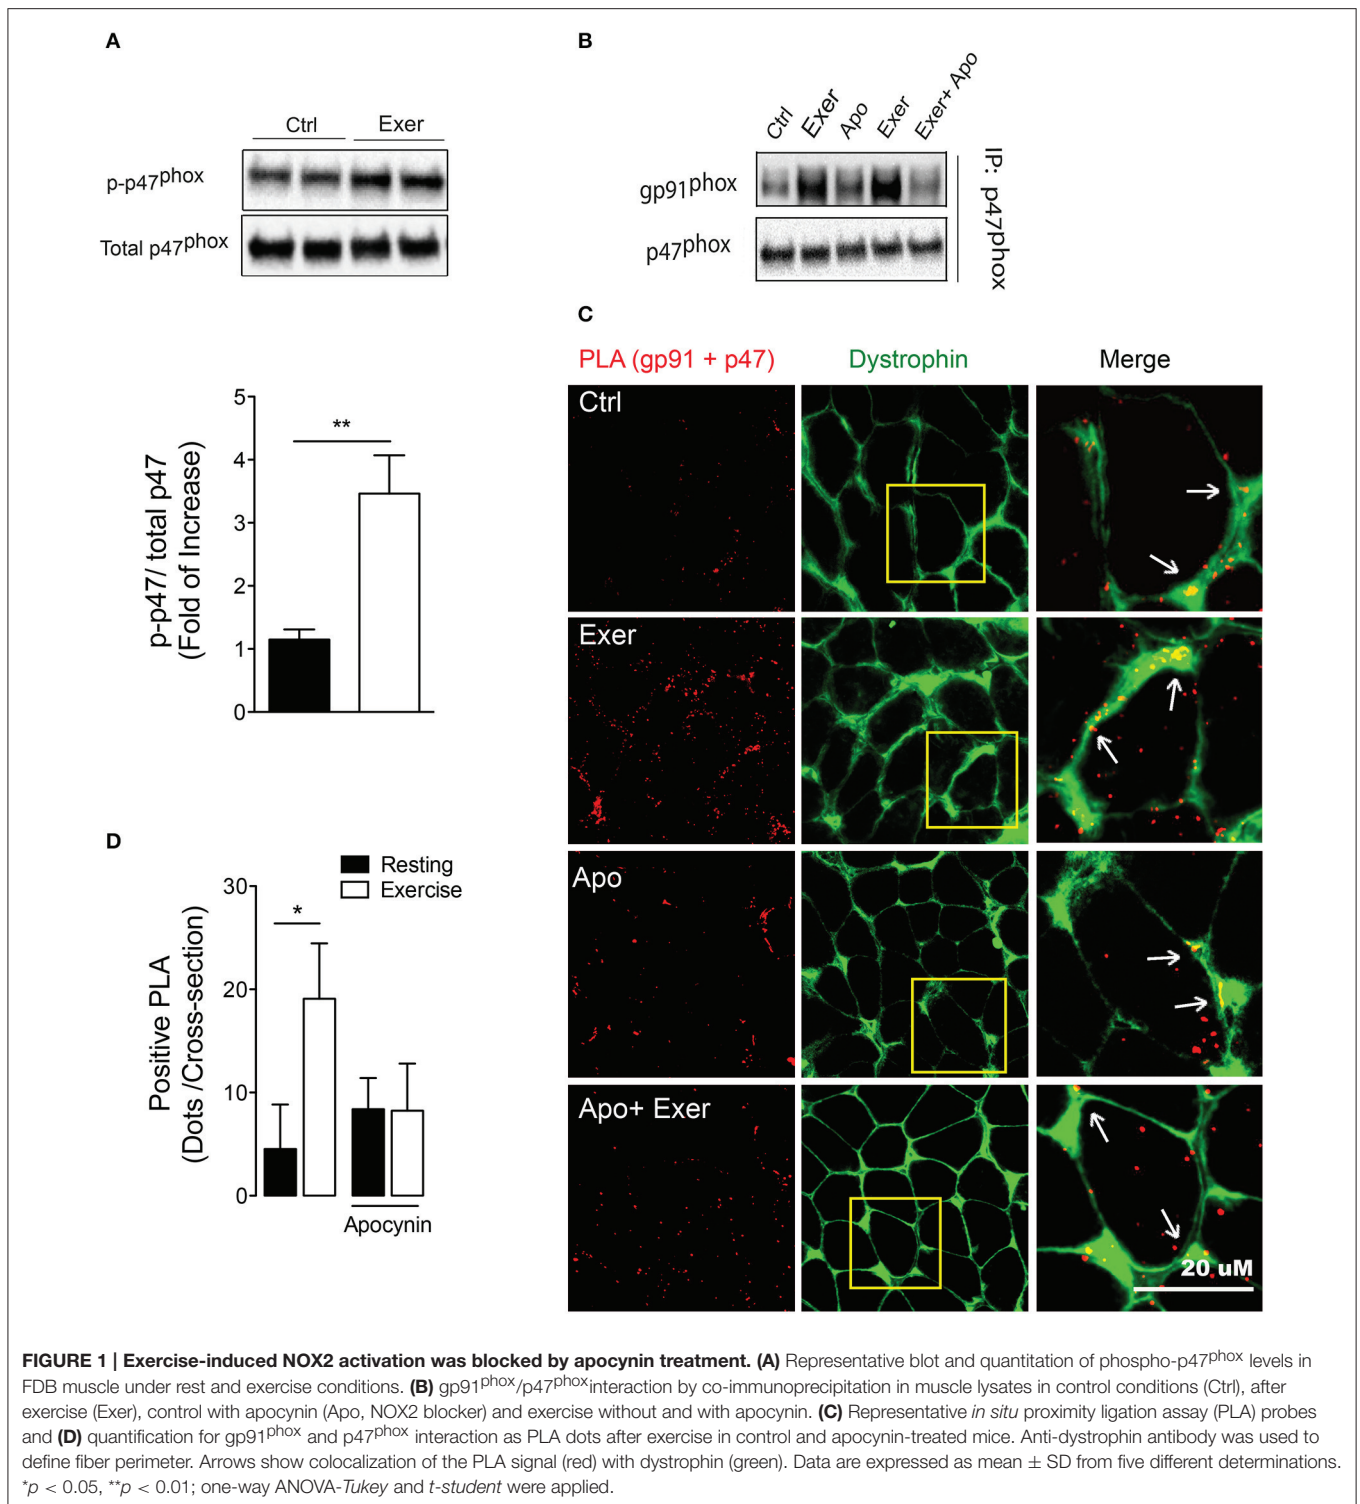 A
Ctrl Exer
p-p47phox
Total p47phox
5
4
3
2
1
0
p-p47/ total p47
(Fold of Increase)
**
B
Ctrl Exer Apo Exer Exer+ Apo
gp91phox
p47phox
IP: p47phox
C
PLA (gp91 + p47) Dystrophin Merge
Ctrl
Exer
Apo
Apo+ Exer
20 uM
D
Resting
Exercise
30
20
10
0
Positive PLA
(Dots /Cross-section)
*
Apocynin
FIGURE 1 | Exercise-induced NOX2 activation was blocked by apocynin treatment. (A) Representative blot and quantitation of phospho-p47phox levels in
FDB muscle under rest and exercise conditions. (B) gp91phox/p47phoxinteraction by co-immunoprecipitation in muscle lysates in control conditions (Ctrl), after
exercise (Exer), control with apocynin (Apo, NOX2 blocker) and exercise without and with apocynin. (C) Representative in situ proximity ligation assay (PLA) probes
and (D) quantification for gp91phox and p47phox interaction as PLA dots after exercise in control and apocynin-treated mice. Anti-dystrophin antibody was used to
define fiber perimeter. Arrows show colocalization of the PLA signal (red) with dystrophin (green). Data are expressed as mean ± SD from five different determinations.
*p < 0.05, **p < 0.01; one-way ANOVA-Tukey and t-student were applied.